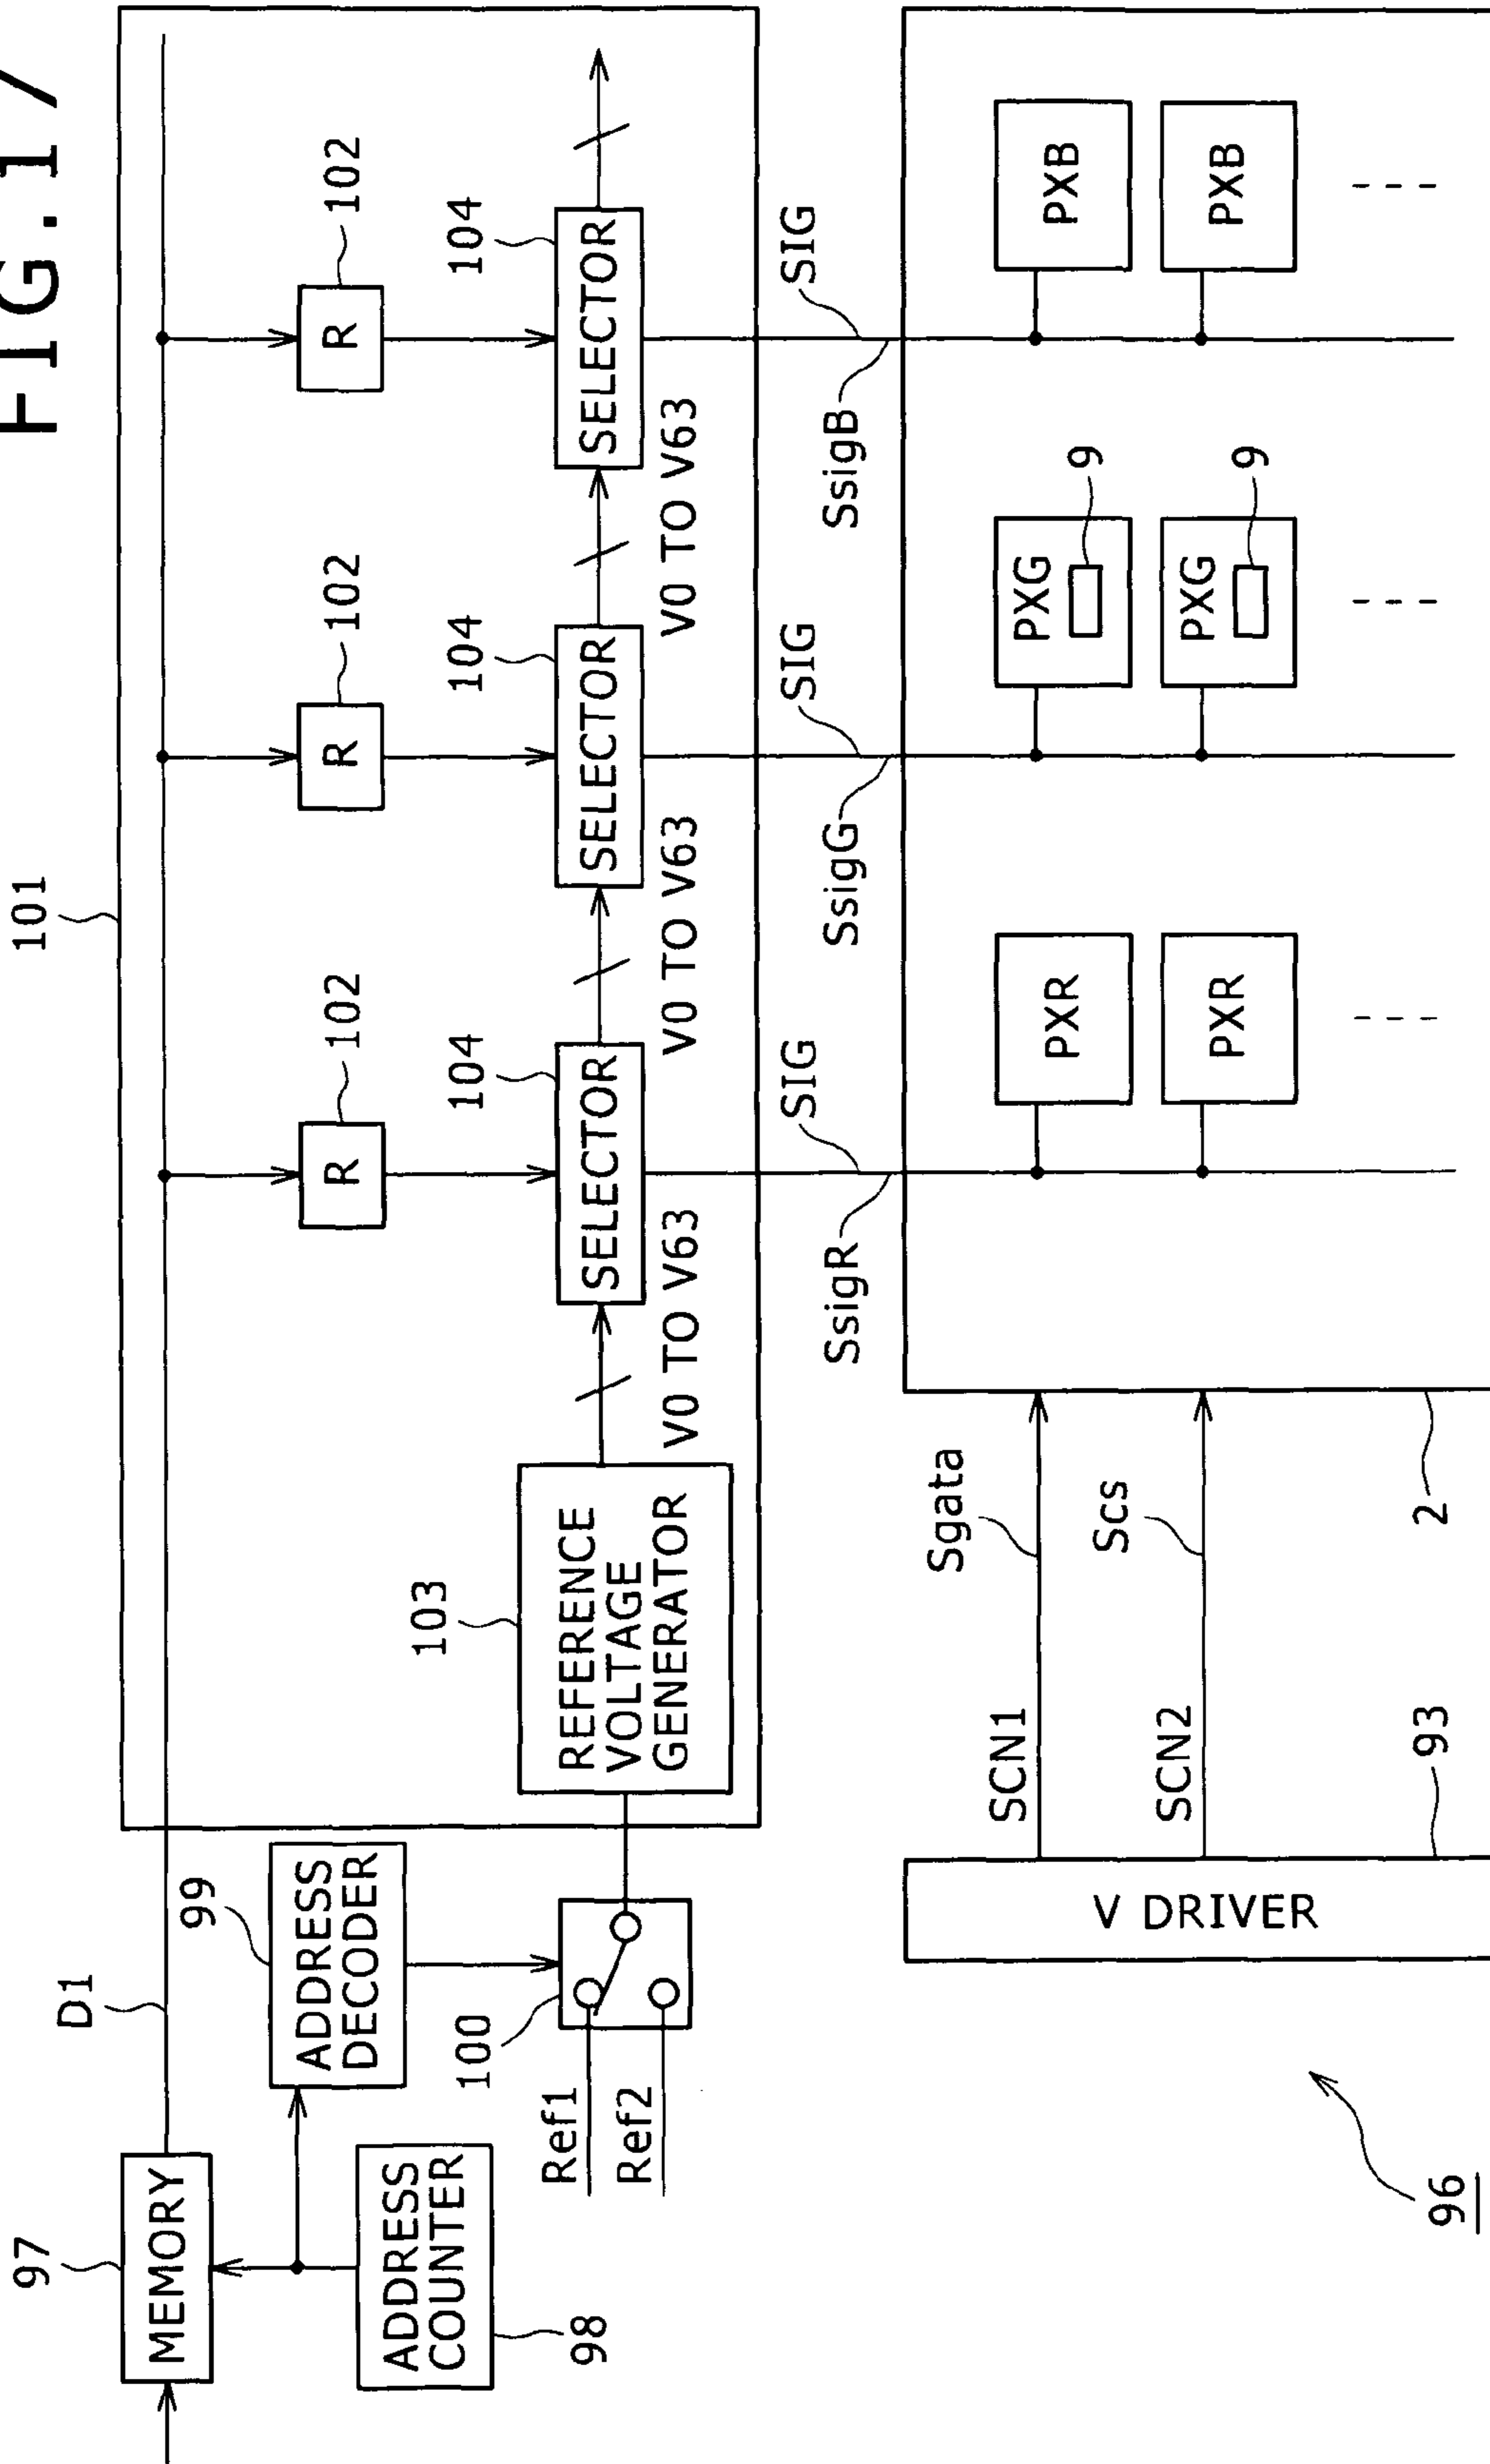 FIG.17
101
97
MEMORY
D1
99
ADDRESS
DECODER
ADDRESS
COUNTER
98
100
Ref1
Ref2
103
REFERENCE
VOLTAGE
GENERATOR
V0 TO V63
R
102
SELECTOR
104
V0 TO V63
R
102
SELECTOR
104
V0 TO V63
R
102
SELECTOR
104
SsigR
SIG
SsigG
SIG
SsigB
SIG
V DRIVER
93
SCN1
Sgata
SCN2
Scs
2
PXR
PXR
PXG
9
PXG
9
PXB
PXB
96